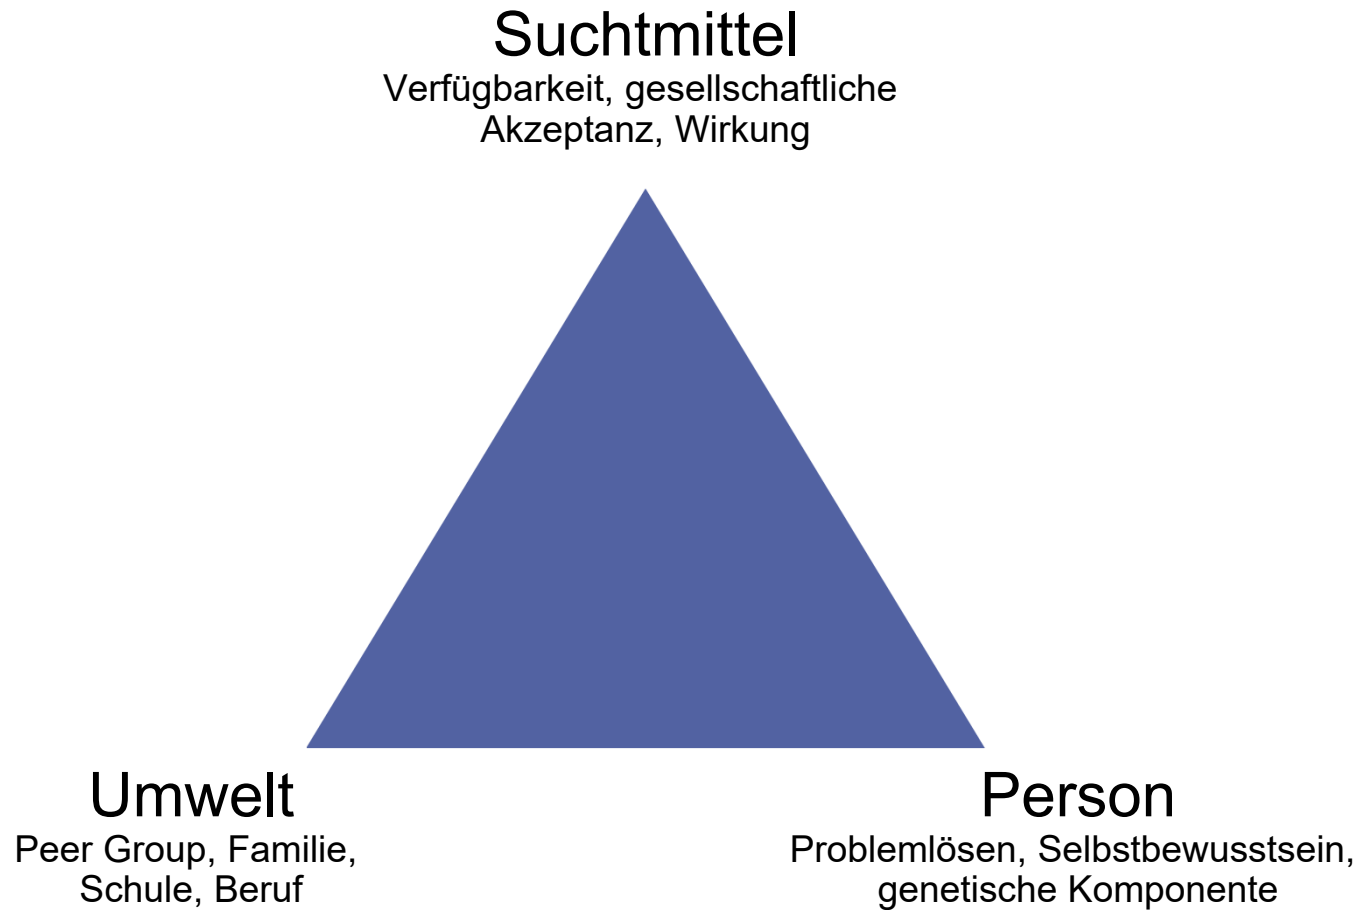 Suchtmittel
Verfügbarkeit, gesellschaftliche
Akzeptanz, Wirkung
Umwelt
Peer Group, Familie,
Schule, Beruf
Person
Problemlösen, Selbstbewusstsein,
genetische Komponente